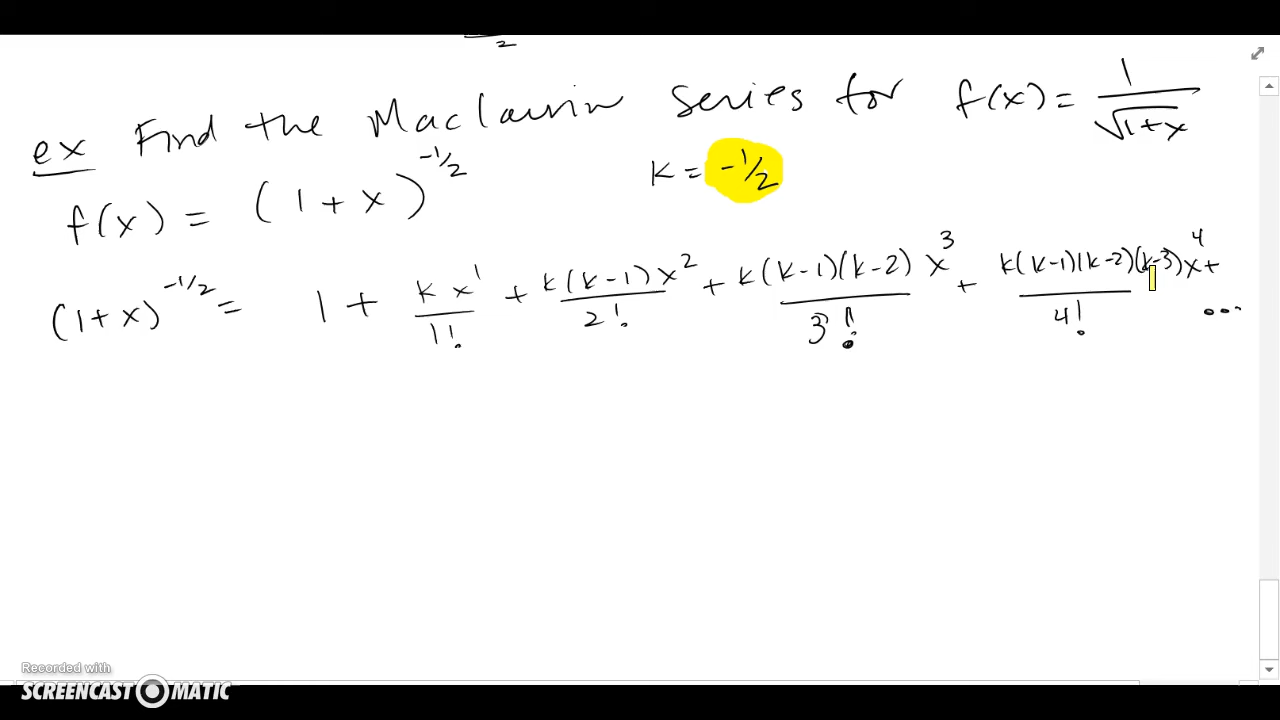 2
ex Find the Maclaurin series for f(x) = 1/√(1+x)
f(x) = (1+x)^(-1/2) k = -1/2
(1+x)^(-1/2) = 1 + k x^1/1! + k(k-1)x^2/2! + k(k-1)(k-2)x^3/3! + k(k-1)(k-2)(k-3)x^4/4! + ...
Recorded with
SCREENCAST MATIC